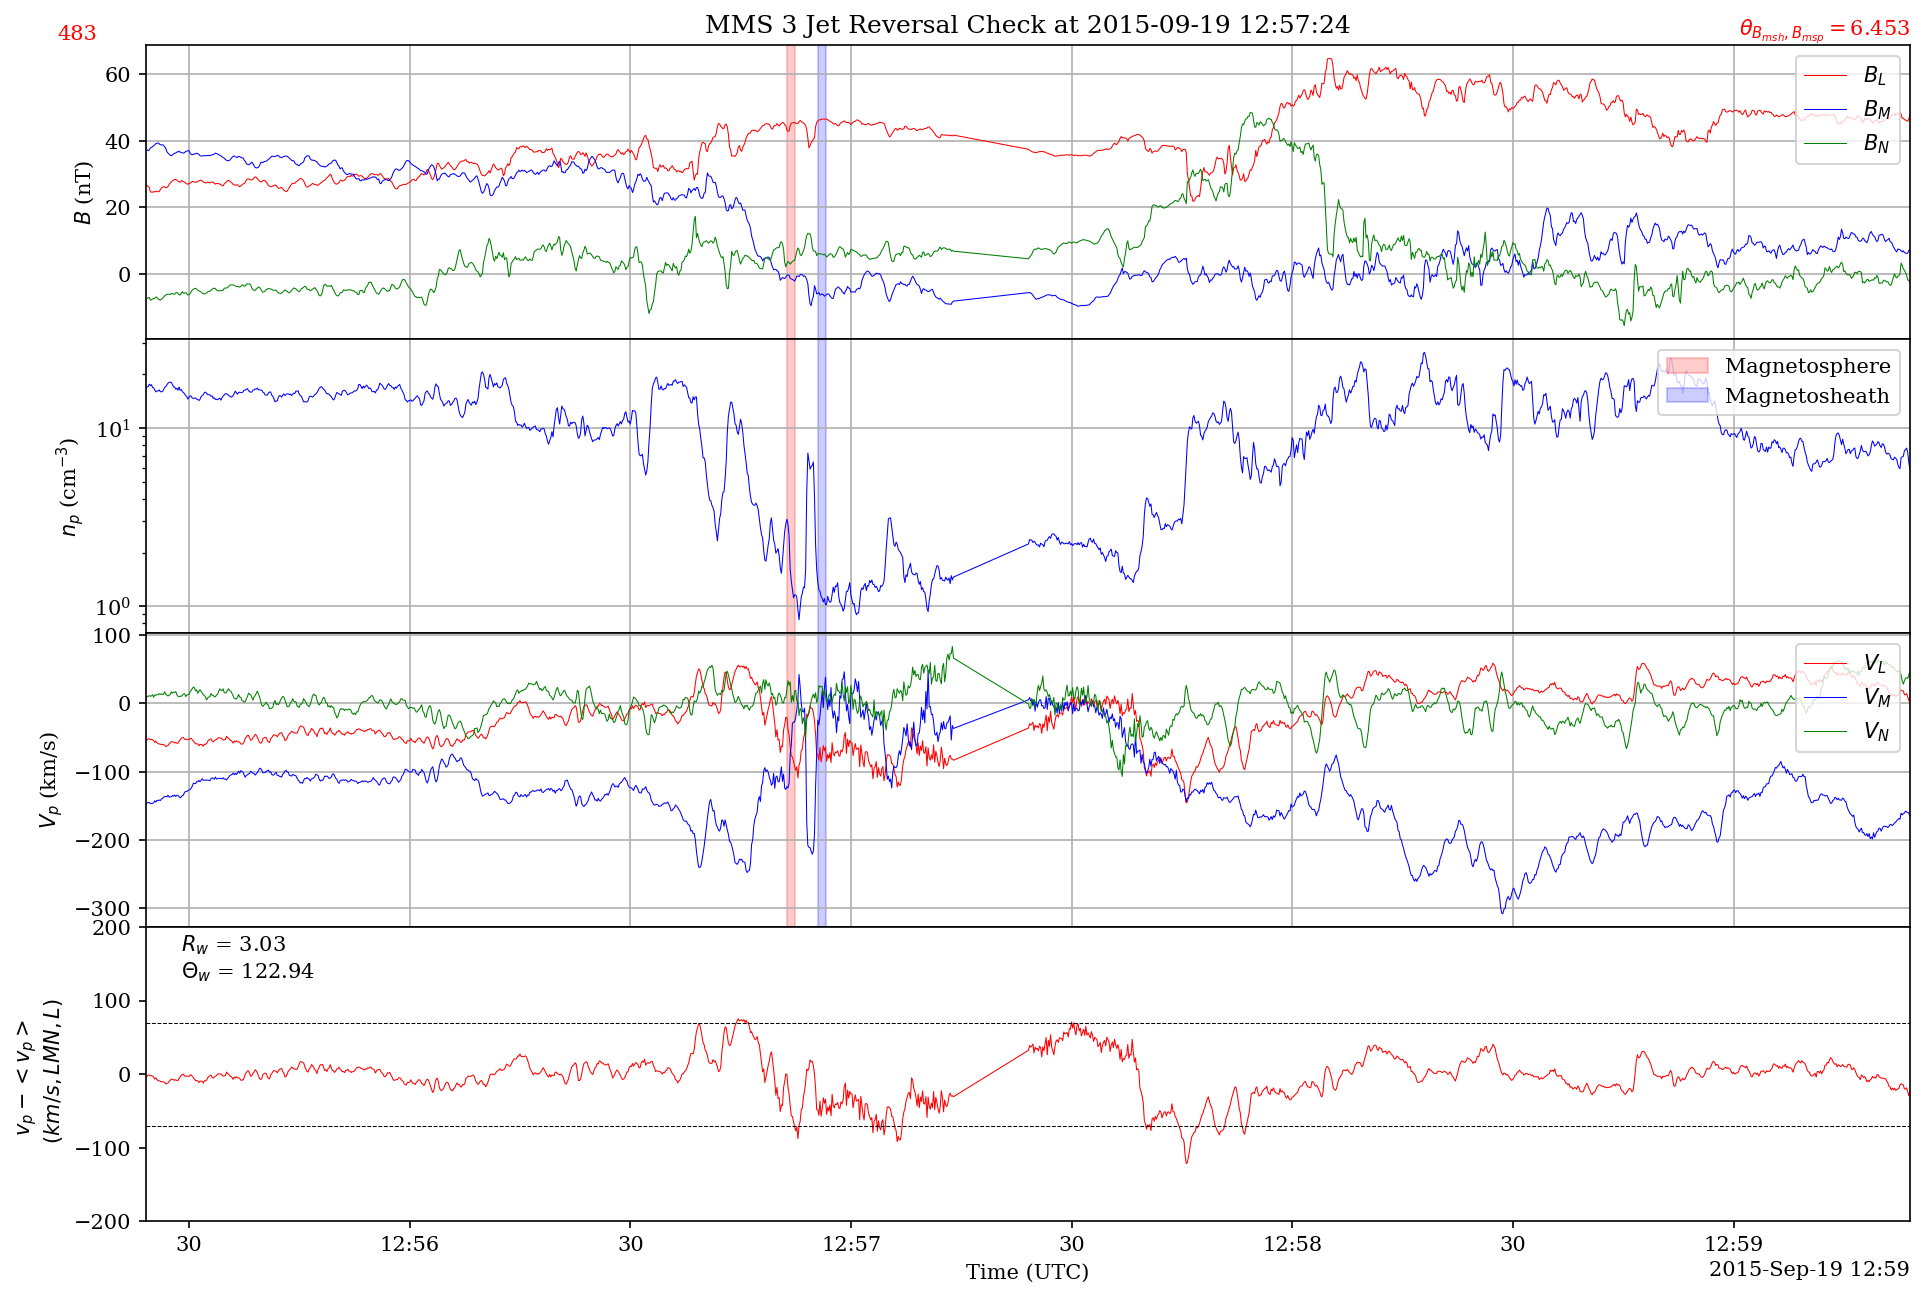 MMS 3 Jet Reversal Check at 2015-09-19 12:57:24
483
θ_{B_{msh}, B_{msp}} = 6.453
60
40
20
0
B (nT)
B_L
B_M
B_N
10^1
10^0
n_p (cm^{-3})
Magnetosphere
Magnetosheath
100
0
−100
−200
−300
V_p (km/s)
V_L
V_M
V_N
200
100
0
−100
−200
v_p − < v_p >
(km/s, LMN, L)
R_w = 3.03
Θ_w = 122.94
30 12:56 30 12:57 30 12:58 30 12:59
Time (UTC)
2015-Sep-19 12:59